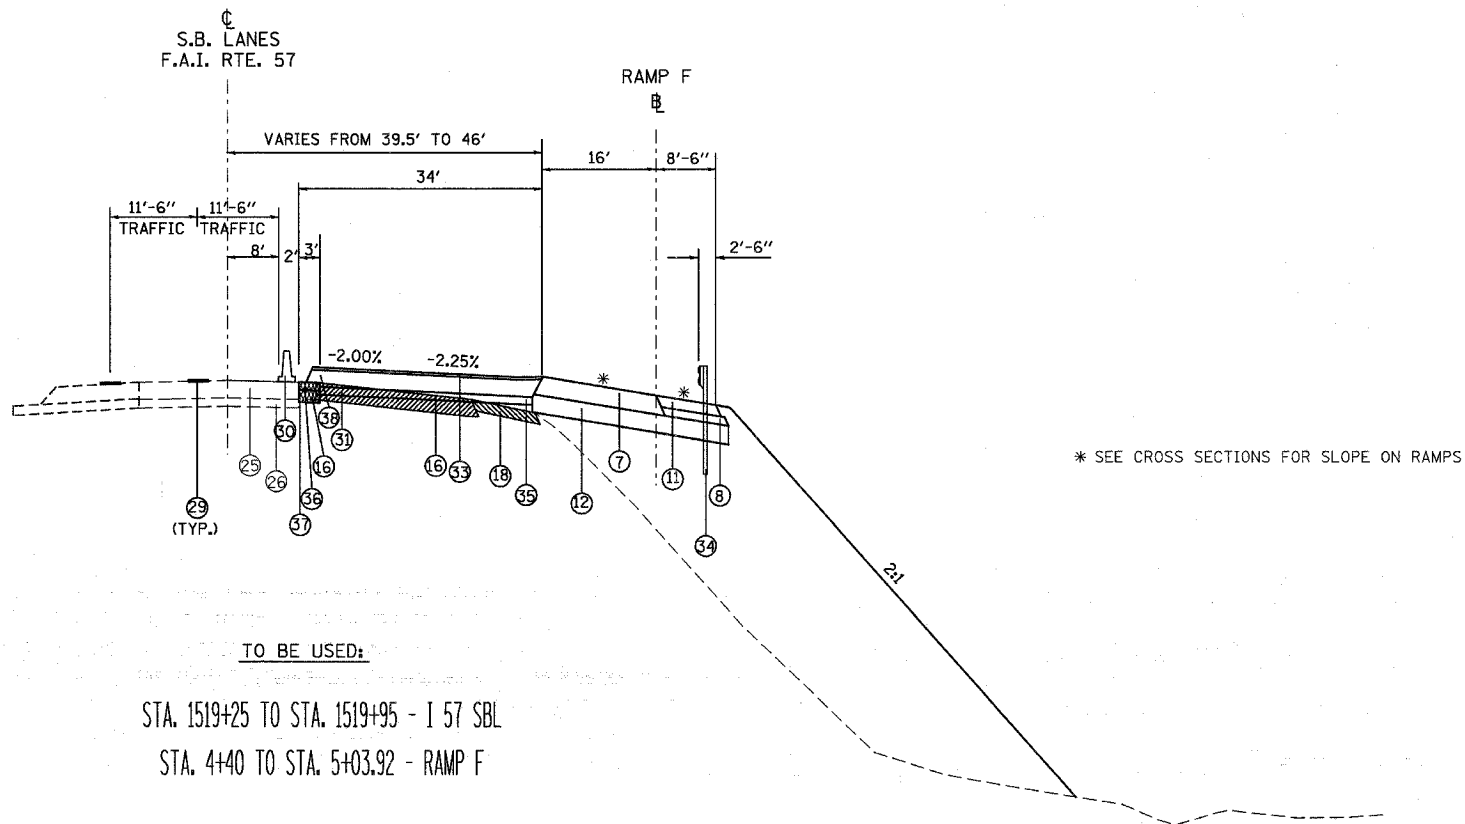 ℄
S.B. LANES
F.A.I. RTE. 57
RAMP F
B
VARIES FROM 39.5' TO 46'
16'
8'-6"
34'
11'-6"
11'-6"
TRAFFIC
TRAFFIC
8'
2'
3'
2'-6"
-2.00%
-2.25%
*
*
30
38
31
25
26
16
16
33
18
35
12
7
11
8
36
37
29
(TYP.)
34
* SEE CROSS SECTIONS FOR SLOPE ON RAMPS
2:1
TO BE USED:
STA. 1519+25 TO STA. 1519+95 - I 57 SBL
STA. 4+40 TO STA. 5+03.92 - RAMP F